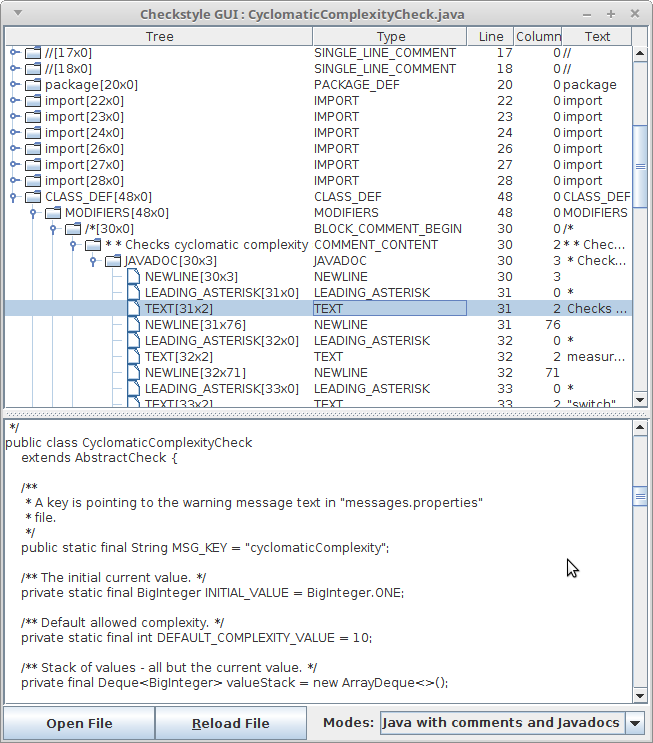 Checkstyle GUI : CyclomaticComplexityCheck.java
Tree Type Line Column Text
//[17x0] SINGLE_LINE_COMMENT 17 0 //
//[18x0] SINGLE_LINE_COMMENT 18 0 //
package[20x0] PACKAGE_DEF 20 0 package
import[22x0] IMPORT 22 0 import
import[23x0] IMPORT 23 0 import
import[24x0] IMPORT 24 0 import
import[26x0] IMPORT 26 0 import
import[27x0] IMPORT 27 0 import
import[28x0] IMPORT 28 0 import
CLASS_DEF[48x0] CLASS_DEF 48 0 CLASS_DEF
MODIFIERS[48x0] MODIFIERS 48 0 MODIFIERS
/*[30x0] BLOCK_COMMENT_BEGIN 30 0 /*
* * Checks cyclomatic complexity COMMENT_CONTENT 30 2 * * Chec...
JAVADOC[30x3] JAVADOC 30 3 * Check...
NEWLINE[30x3] NEWLINE 30 3
LEADING_ASTERISK[31x0] LEADING_ASTERISK 31 0 *
TEXT[31x2] TEXT 31 2 Checks ...
NEWLINE[31x76] NEWLINE 31 76
LEADING_ASTERISK[32x0] LEADING_ASTERISK 32 0 *
TEXT[32x2] TEXT 32 2 measur...
NEWLINE[32x71] NEWLINE 32 71
LEADING_ASTERISK[33x0] LEADING_ASTERISK 33 0 *
TEXT[33x2] TEXT 33 2 "switch"
*/
public class CyclomaticComplexityCheck
extends AbstractCheck {
/**
* A key is pointing to the warning message text in "messages.properties"
* file.
*/
public static final String MSG_KEY = "cyclomaticComplexity";
/** The initial current value. */
private static final BigInteger INITIAL_VALUE = BigInteger.ONE;
/** Default allowed complexity. */
private static final int DEFAULT_COMPLEXITY_VALUE = 10;
/** Stack of values - all but the current value. */
private final Deque<BigInteger> valueStack = new ArrayDeque<>();
Open File Reload File Modes: Java with comments and Javadocs